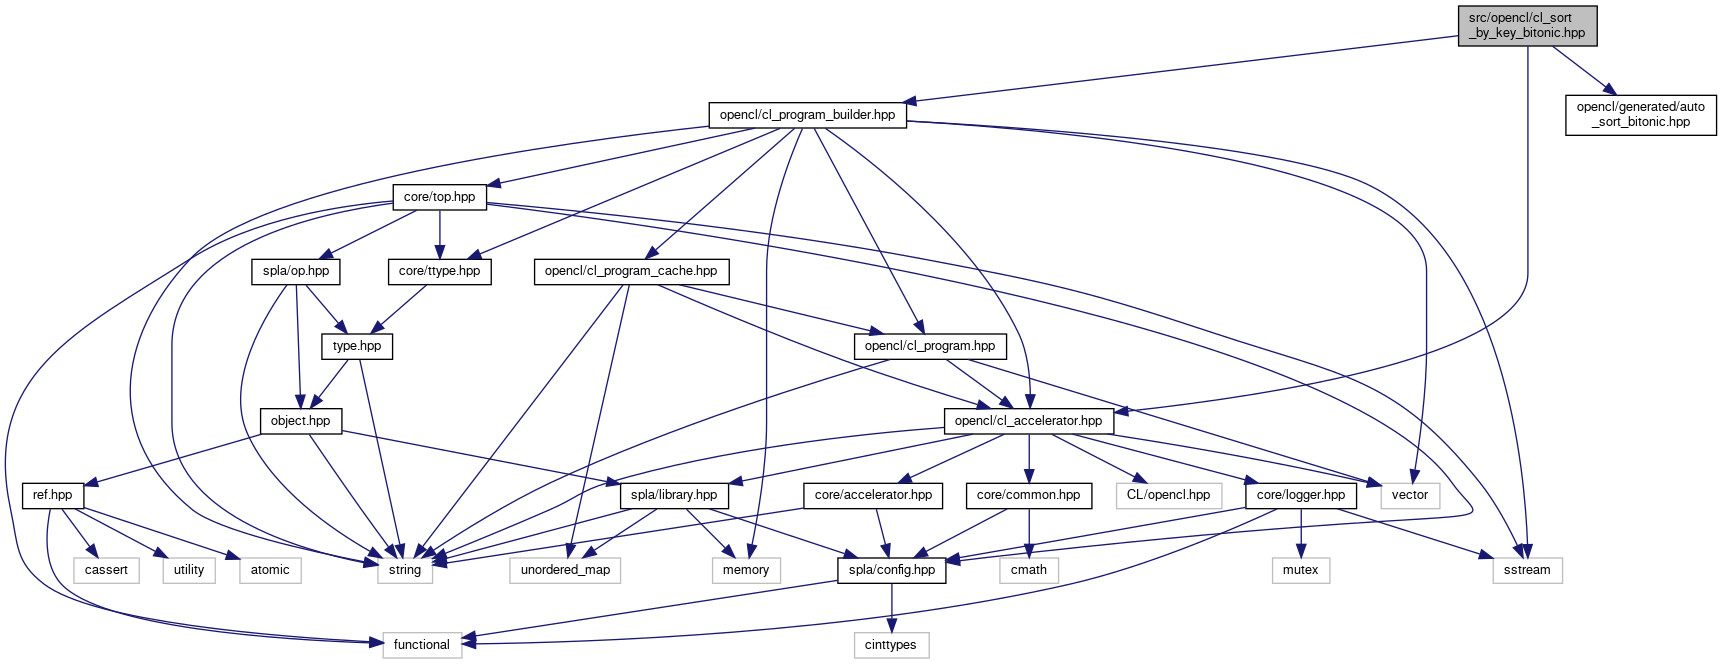 src/opencl/cl_sort
_by_key_bitonic.hpp
opencl/cl_program_builder.hpp
opencl/generated/auto
_sort_bitonic.hpp
core/top.hpp
spla/op.hpp
core/ttype.hpp
opencl/cl_program_cache.hpp
type.hpp
opencl/cl_program.hpp
object.hpp
opencl/cl_accelerator.hpp
ref.hpp
spla/library.hpp
core/accelerator.hpp
core/common.hpp
CL/opencl.hpp
core/logger.hpp
vector
cassert
utility
atomic
string
unordered_map
memory
spla/config.hpp
cmath
mutex
sstream
functional
cinttypes